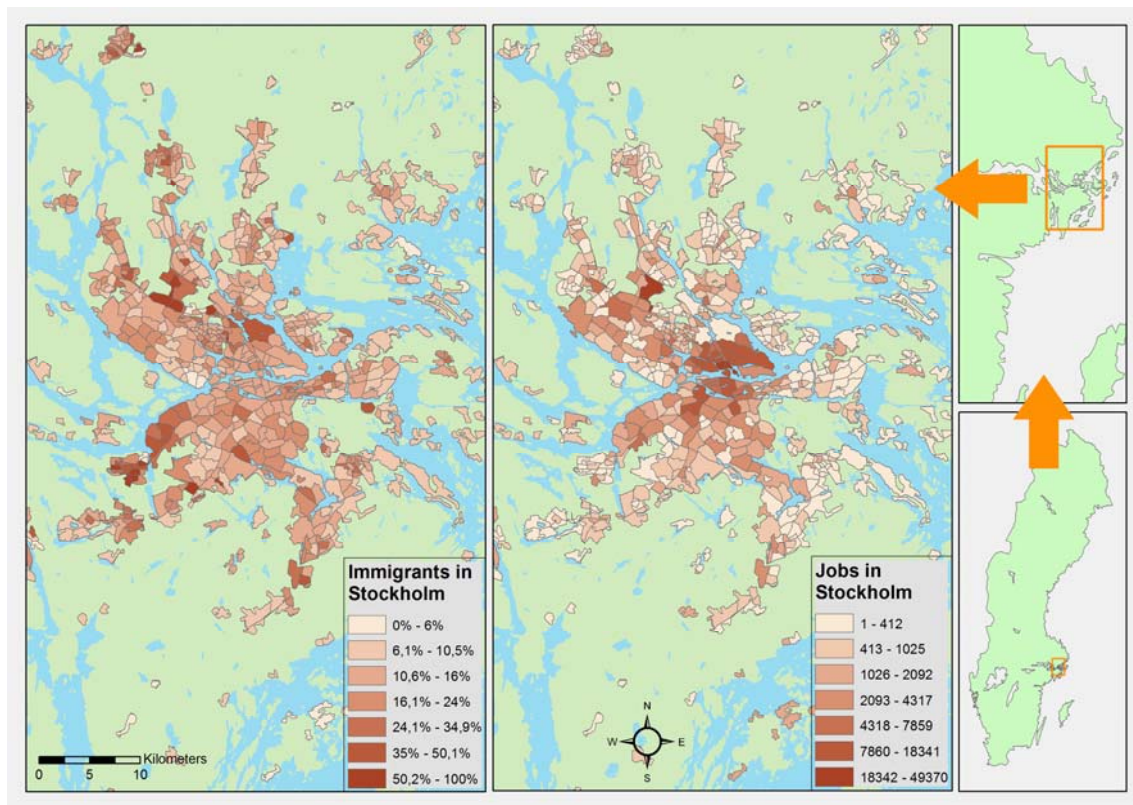 Immigrants in
Stockholm
0% - 6%
6,1% - 10,5%
10,6% - 16%
16,1% - 24%
24,1% - 34,9%
35% - 50,1%
50,2% - 100%
Kilometers
0 5 10
Jobs in
Stockholm
1 - 412
413 - 1025
1026 - 2092
2093 - 4317
4318 - 7859
7860 - 18341
18342 - 49370
N
W E
S